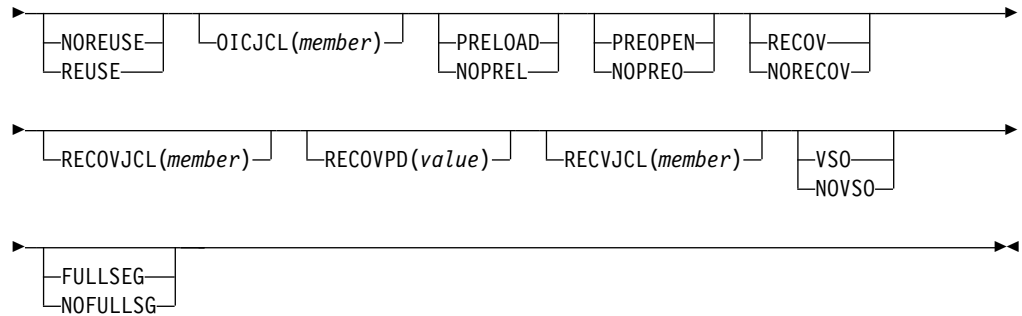 NOREUSE OICJCL(member) PRELOAD PREOPEN RECOV
REUSE NOPREL NOPREO NORECOV
RECOVJCL(member) RECOVPD(value) RECVJCL(member) VSO
NOVSO
FULLSEG
NOFULLSG